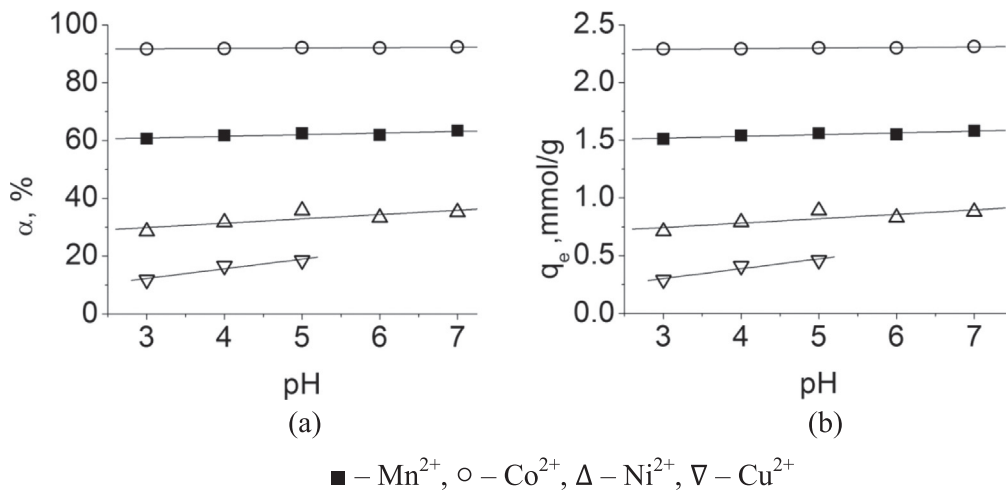 100
80
60
40
20
0
α, %
3 4 5 6 7
pH
(a)
2.5
2.0
1.5
1.0
0.5
0.0
qₑ ,mmol/g
3 4 5 6 7
pH
(b)
■ – Mn²⁺, ○ – Co²⁺, Δ – Ni²⁺, ∇ – Cu²⁺